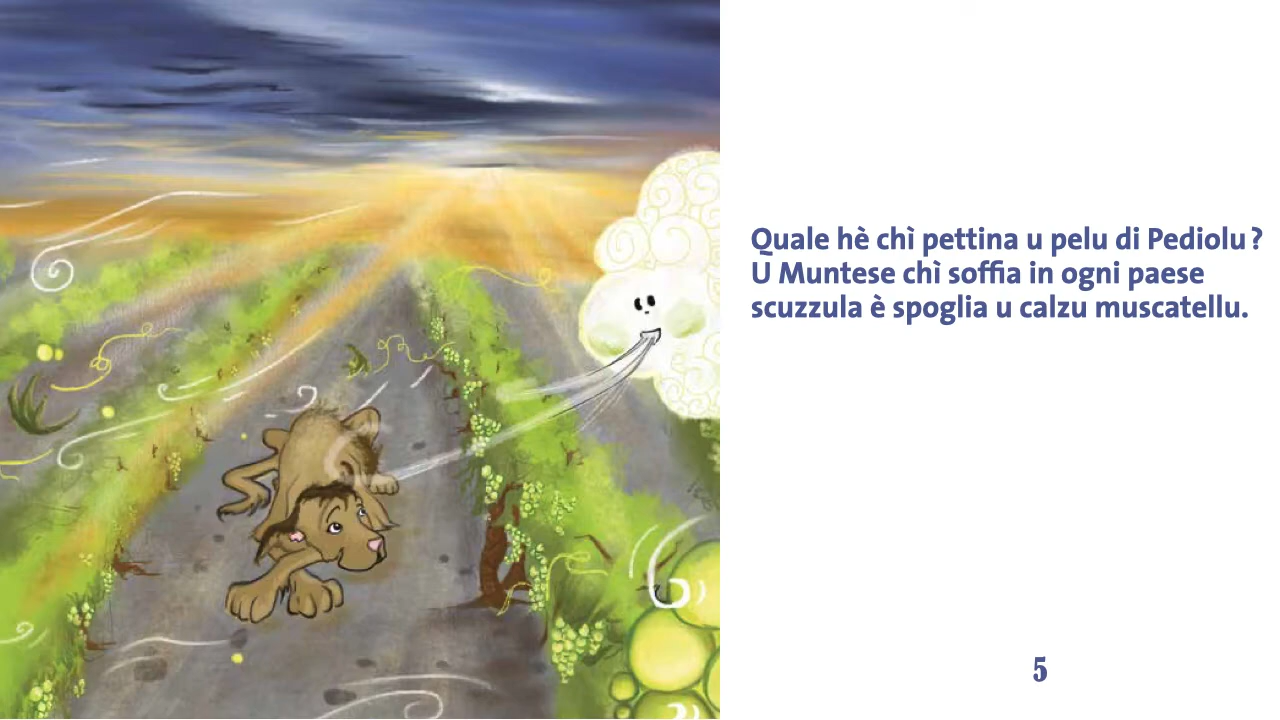 Quale hè chì pettina u pelu di Pediolu ?
U Muntese chì soffia in ogni paese
scuzzula è spoglia u calzu muscatellu.
5